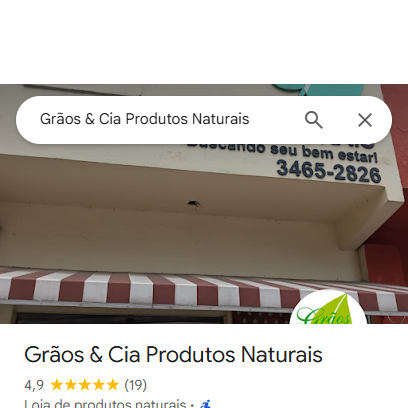 Grãos & Cia Produtos Naturais
buscando seu bem estar!
3465-2826
Grãos
Grãos & Cia Produtos Naturais
4,9 (19)
Loja de produtos naturais ·